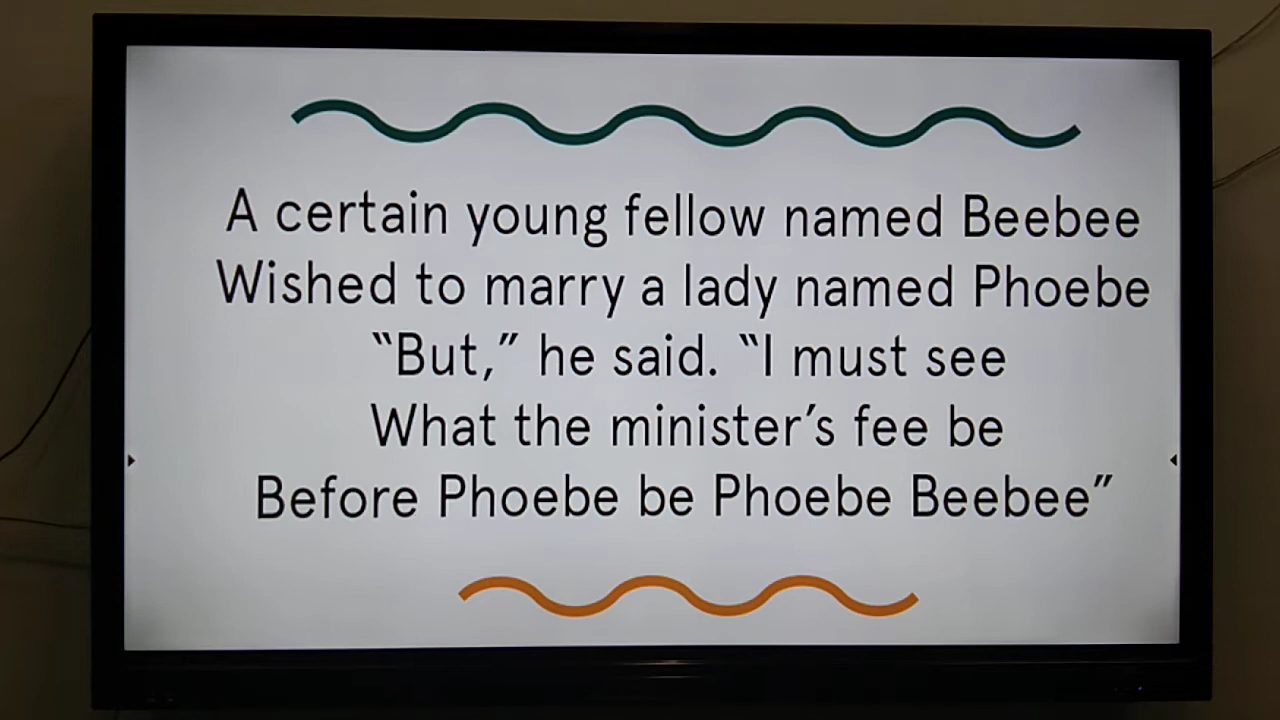 A certain young fellow named Beebee
Wished to marry a lady named Phoebe
“But,” he said. “I must see
What the minister’s fee be
Before Phoebe be Phoebe Beebee”